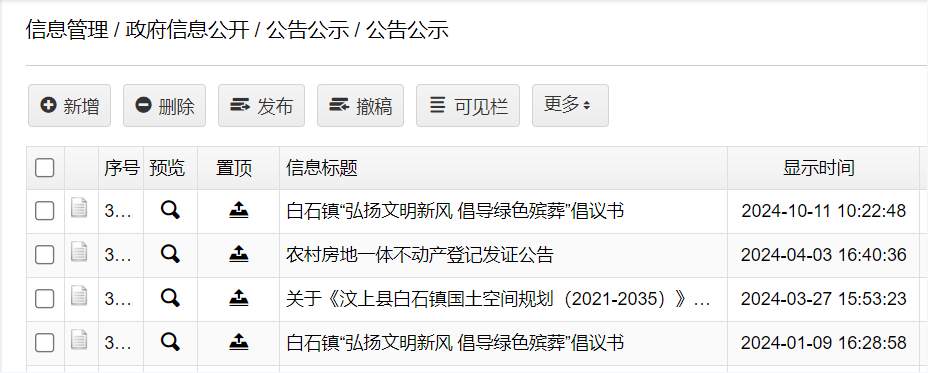 信息管理 / 政府信息公开 / 公告公示 / 公告公示
新增 删除 发布 撤稿 可见栏 更多
序号 预览 置顶 信息标题 显示时间
3... 白石镇“弘扬文明新风 倡导绿色殡葬”倡议书 2024-10-11 10:22:48
3... 农村房地一体不动产登记发证公告 2024-04-03 16:40:36
3... 关于《汶上县白石镇国土空间规划（2021-2035）》... 2024-03-27 15:53:23
3... 白石镇“弘扬文明新风 倡导绿色殡葬”倡议书 2024-01-09 16:28:58